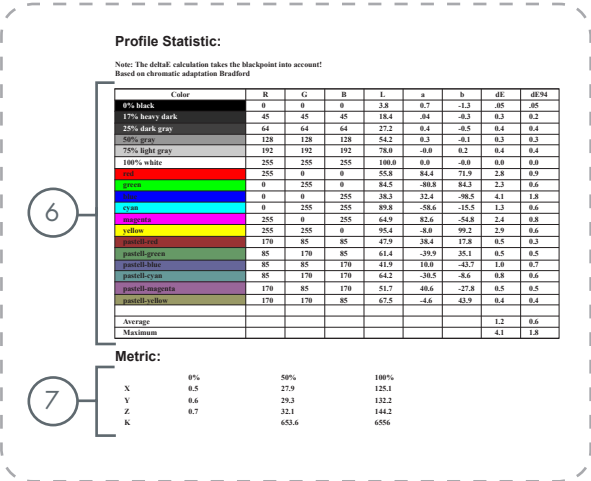 Profile Statistic:
Note: The deltaE calculation takes the blackpoint into account!
Based on chromatic adaptation Bradford
Color R G B L a b dE dE94
0% black 0 0 0 3.8 0.7 -1.3 .05 .05
17% heavy dark 45 45 45 18.4 .04 -0.3 0.3 0.2
25% dark gray 64 64 64 27.2 0.4 -0.5 0.4 0.4
50% gray 128 128 128 54.2 0.3 -0.1 0.3 0.3
75% light gray 192 192 192 78.0 -0.0 0.2 0.4 0.4
100% white 255 255 255 100.0 0.0 -0.0 0.0 0.0
red 255 0 0 55.8 84.4 71.9 2.8 0.9
green 0 255 0 84.5 -80.8 84.3 2.3 0.6
blue 0 0 255 38.3 32.4 -98.5 4.1 1.8
cyan 0 255 255 89.8 -58.6 -15.5 1.3 0.6
magenta 255 0 255 64.9 82.6 -54.8 2.4 0.8
yellow 255 255 0 95.4 -8.0 99.2 2.9 0.6
pastell-red 170 85 85 47.9 38.4 17.8 0.5 0.3
pastell-green 85 170 85 61.4 -39.9 35.1 0.5 0.5
pastell-blue 85 85 170 41.9 10.0 -43.7 1.0 0.7
pastell-cyan 85 170 170 64.2 -30.5 -8.6 0.8 0.6
pastell-magenta 170 85 170 51.7 40.6 -27.8 0.5 0.5
pastell-yellow 170 170 85 67.5 -4.6 43.9 0.4 0.4
Average 1.2 0.6
Maximum 4.1 1.8
6
Metric:
0% 50% 100%
X 0.5 27.9 125.1
Y 0.6 29.3 132.2
Z 0.7 32.1 144.2
K 653.6 6556
7